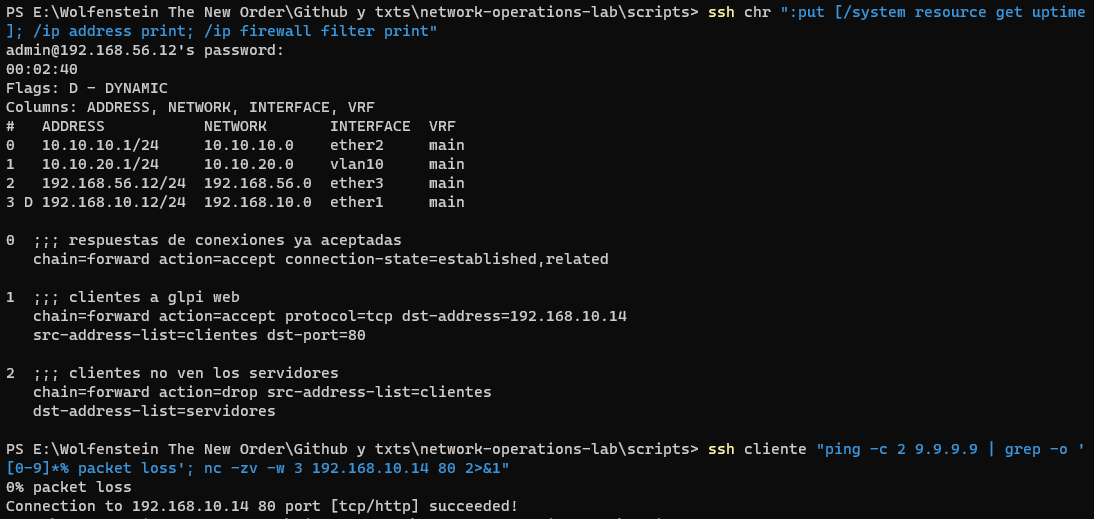 PS E:\Wolfenstein The New Order\Github y txts\network-operations-lab\scripts> ssh chr ":put [/system resource get uptime
]; /ip address print; /ip firewall filter print"
admin@192.168.56.12's password:
00:02:40
Flags: D - DYNAMIC
Columns: ADDRESS, NETWORK, INTERFACE, VRF
#   ADDRESS           NETWORK       INTERFACE  VRF
0   10.10.10.1/24     10.10.10.0    ether2     main
1   10.10.20.1/24     10.10.20.0    vlan10     main
2   192.168.56.12/24  192.168.56.0  ether3     main
3 D 192.168.10.12/24  192.168.10.0  ether1     main
0  ;;; respuestas de conexiones ya aceptadas
   chain=forward action=accept connection-state=established,related
1  ;;; clientes a glpi web
   chain=forward action=accept protocol=tcp dst-address=192.168.10.14
   src-address-list=clientes dst-port=80
2  ;;; clientes no ven los servidores
   chain=forward action=drop src-address-list=clientes
   dst-address-list=servidores
PS E:\Wolfenstein The New Order\Github y txts\network-operations-lab\scripts> ssh cliente "ping -c 2 9.9.9.9 | grep -o '
[0-9]*% packet loss'; nc -zv -w 3 192.168.10.14 80 2>&1"
0% packet loss
Connection to 192.168.10.14 80 port [tcp/http] succeeded!